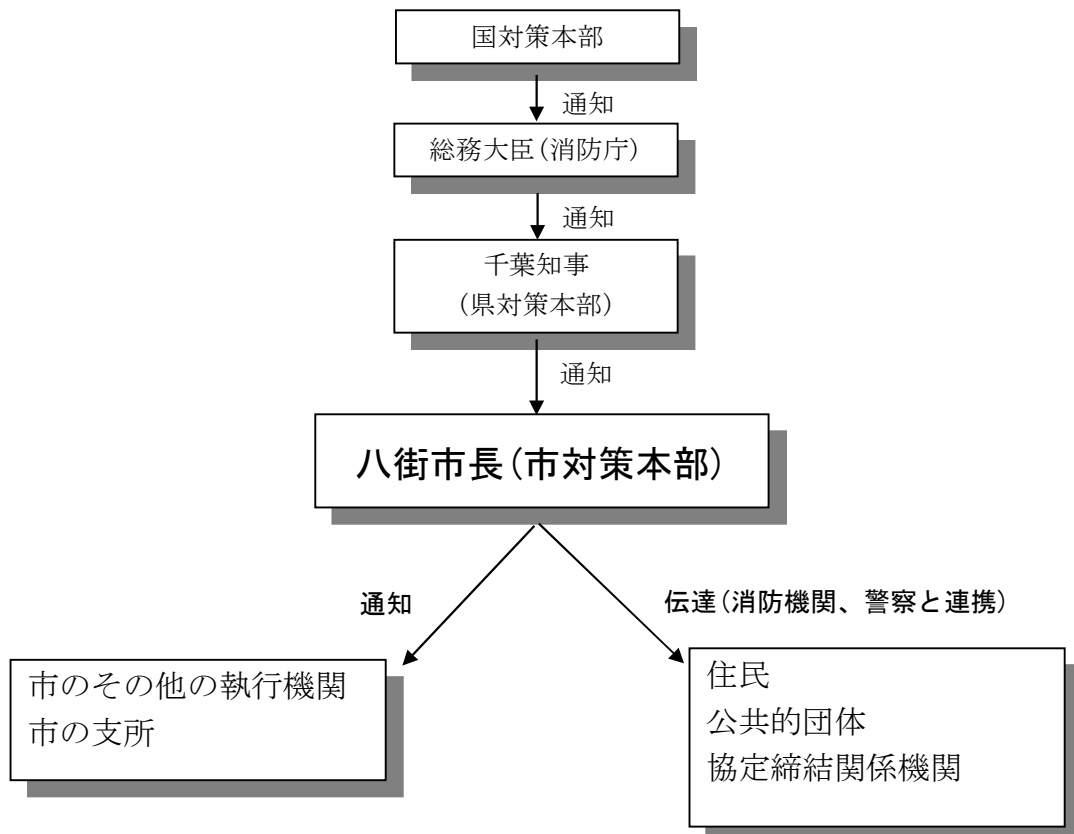 国対策本部
通知
総務大臣(消防庁)
通知
千葉知事
(県対策本部)
通知
八街市長(市対策本部)
通知
伝達(消防機関、警察と連携)
市のその他の執行機関
市の支所
住民
公共的団体
協定締結関係機関